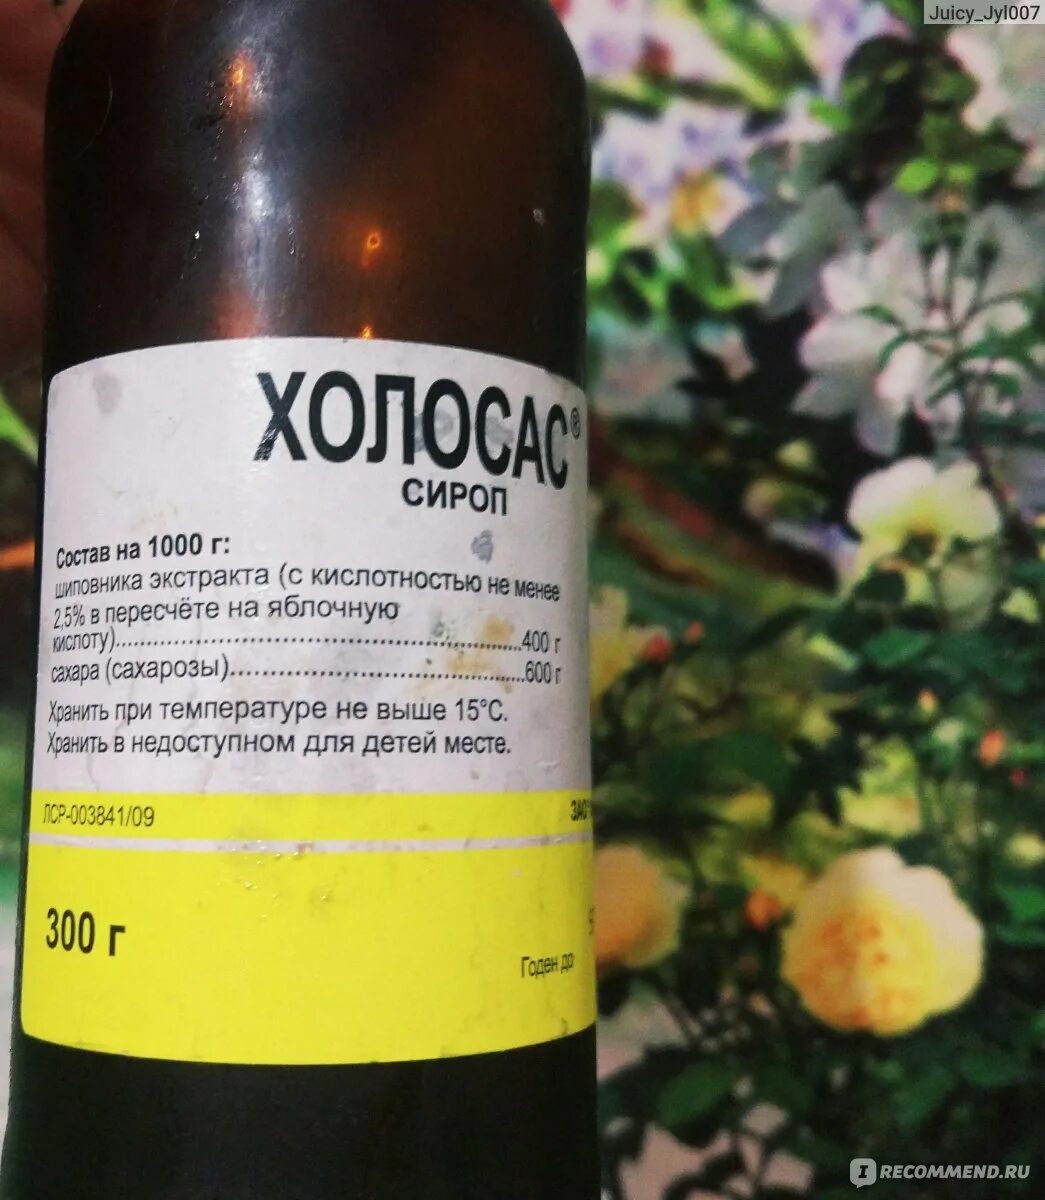 Juicy_Jyl007
ХОЛОСАС®
СИРОП
Состав на 1000 г:
шиповника экстракта (с кислотностью не менее
2,5% в пересчёте на яблочную
кислоту)..........................................................400 г
сахара (сахарозы)..........................................600 г
Хранить при температуре не выше 15°С.
Хранить в недоступном для детей месте.
ЛСР-003841/09
ЗАО
300 г
Годен до
IRECOMMEND.RU